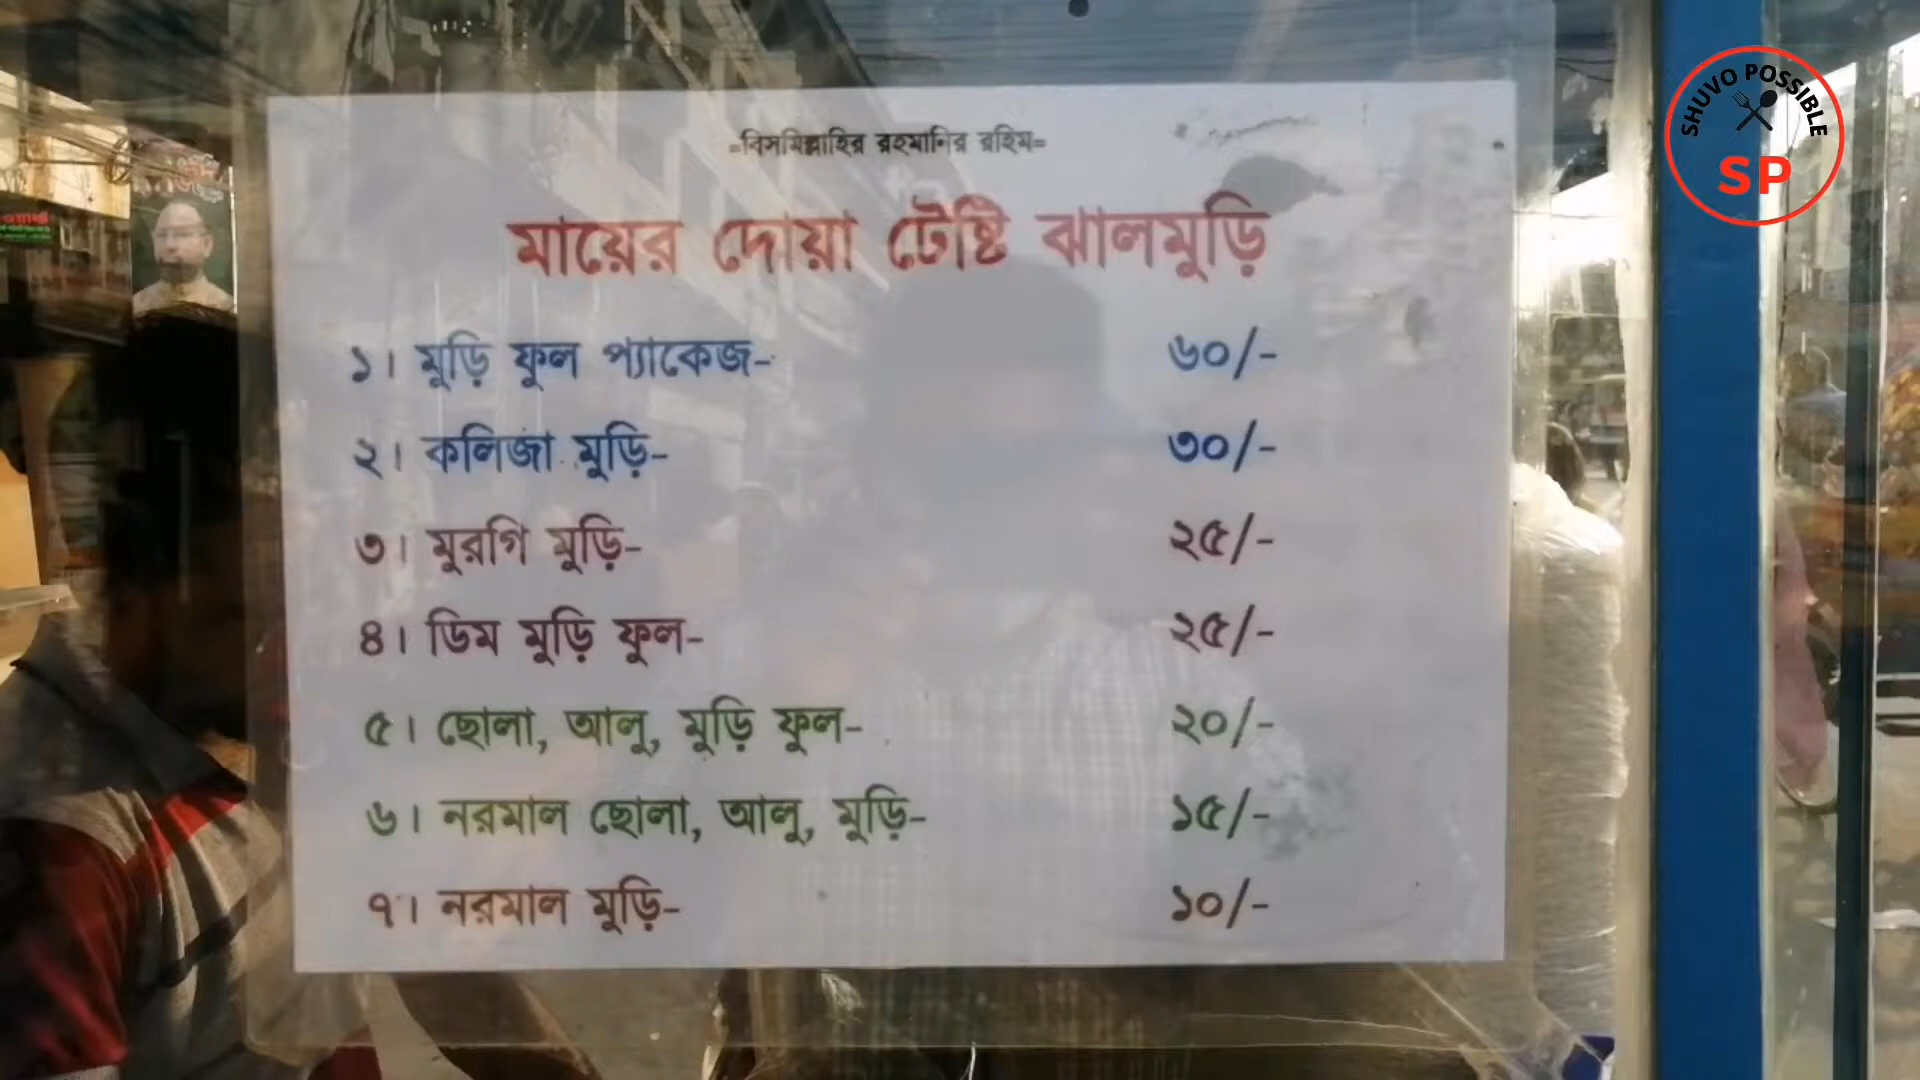 SHUVO POSSIBLE
SP
=বিসমিল্লাহির রহমানির রহিম=
মায়ের দোয়া টেষ্টি ঝালমুড়ি
১। মুড়ি ফুল প্যাকেজ- ৬০/-
২। কলিজা মুড়ি- ৩০/-
৩। মুরগি মুড়ি- ২৫/-
৪। ডিম মুড়ি ফুল- ২৫/-
৫। ছোলা, আলু, মুড়ি ফুল- ২০/-
৬। নরমাল ছোলা, আলু, মুড়ি- ১৫/-
৭। নরমাল মুড়ি- ১০/-